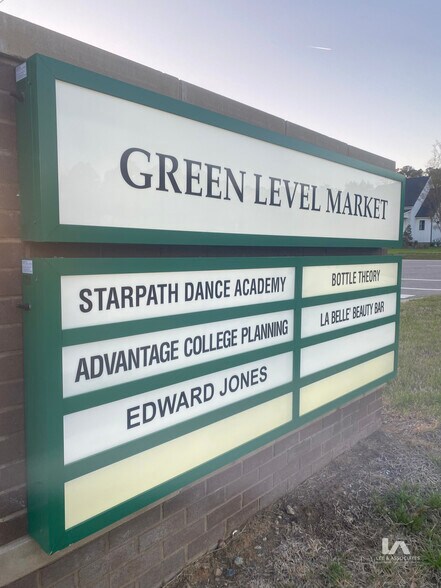 GREEN LEVEL MARKET
STARPATH DANCE ACADEMY
ADVANTAGE COLLEGE PLANNING
EDWARD JONES
BOTTLE THEORY
LA BELLE' BEAUTY BAR
LA
LEE & ASSOCIATES